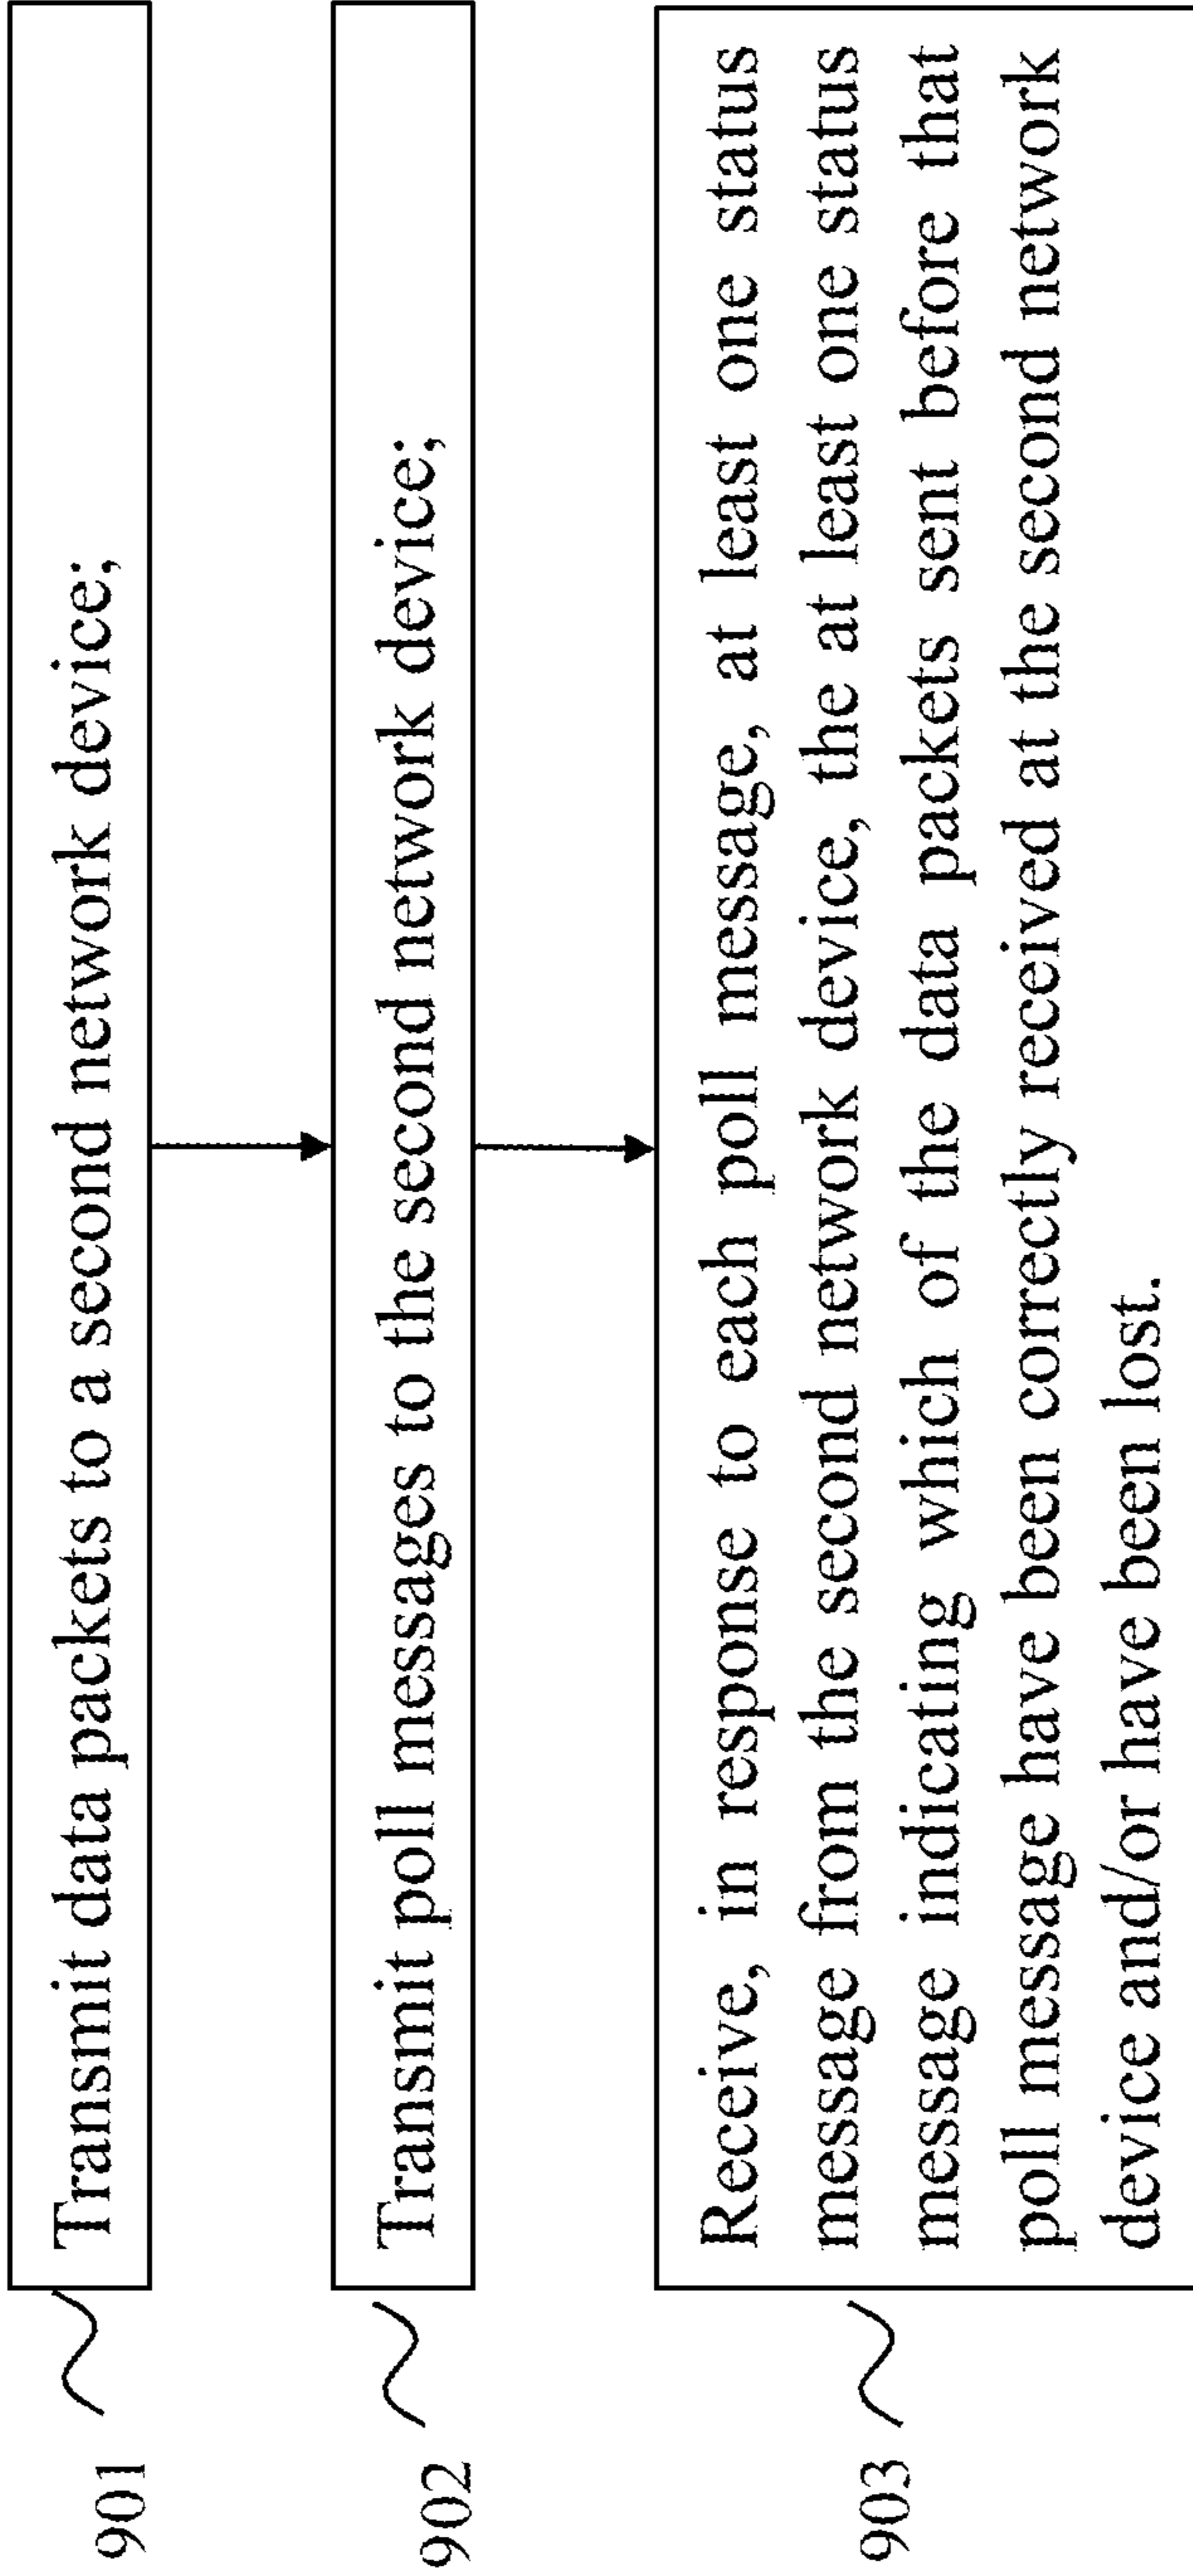 901
Transmit data packets to a second network device;
902
Transmit poll messages to the second network device;
903
Receive, in response to each poll message, at least one status
message from the second network device, the at least one status
message indicating which of the data packets sent before that
poll message have been correctly received at the second network
device and/or have been lost.